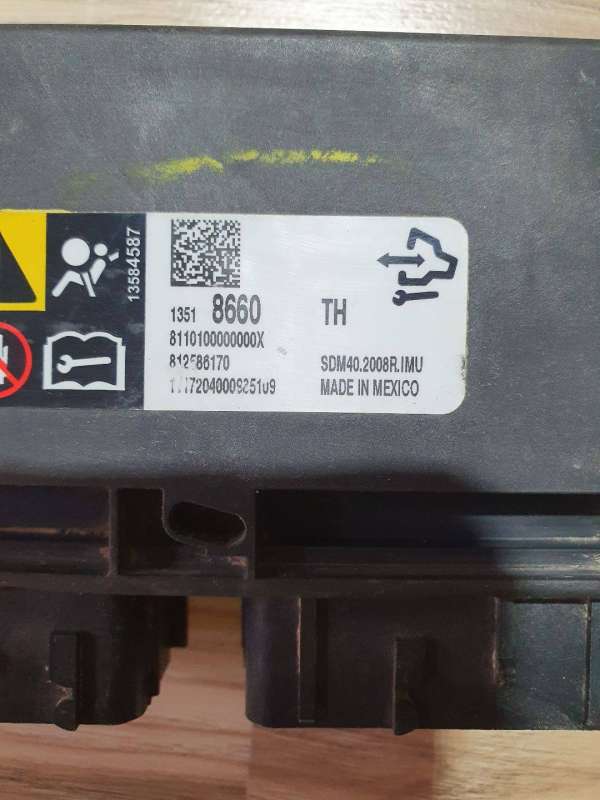 13584587
1351 8660 TH
8110100000000X
812586170 SDM40.2008R.IMU
MADE IN MEXICO